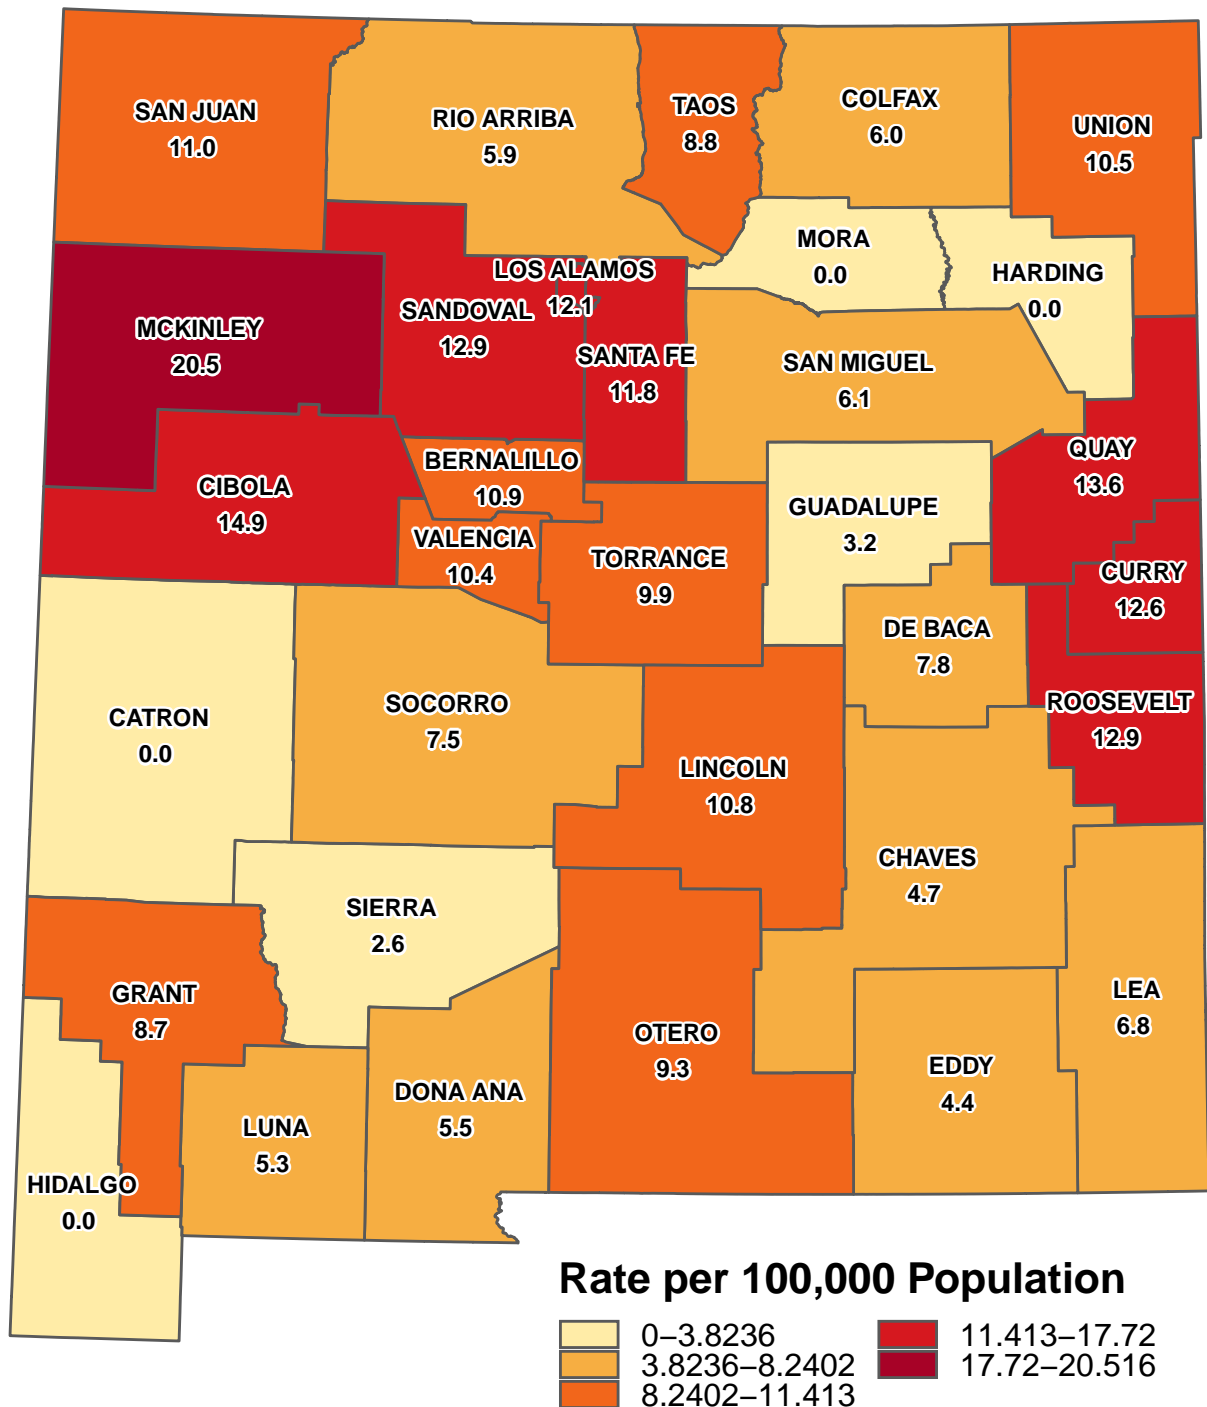 SAN JUAN
11.0
RIO ARRIBA
5.9
TAOS
8.8
COLFAX
6.0
UNION
10.5
MORA
0.0
HARDING
0.0
LOS ALAMOS
12.1
SANDOVAL
12.9
MCKINLEY
20.5
SANTA FE
11.8
SAN MIGUEL
6.1
QUAY
13.6
BERNALILLO
10.9
CIBOLA
14.9
GUADALUPE
3.2
VALENCIA
10.4
TORRANCE
9.9
CURRY
12.6
DE BACA
7.8
CATRON
0.0
SOCORRO
7.5
ROOSEVELT
12.9
LINCOLN
10.8
CHAVES
4.7
SIERRA
2.6
GRANT
8.7
LEA
6.8
OTERO
9.3
EDDY
4.4
DONA ANA
5.5
LUNA
5.3
HIDALGO
0.0
Rate per 100,000 Population
0–3.8236
3.8236–8.2402
8.2402–11.413
11.413–17.72
17.72–20.516